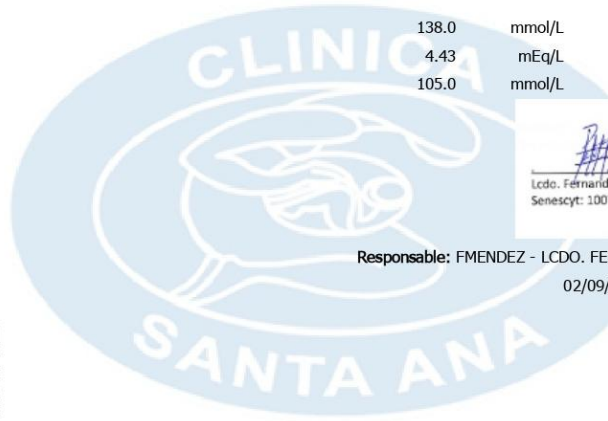 138.0 mmol/L
4.43 mEq/L
105.0 mmol/L
CLINICA
Lcdo. Fernand
Senescyt: 100
Responsable: FMENDEZ - LCDO. FE
02/09/
SANTA ANA